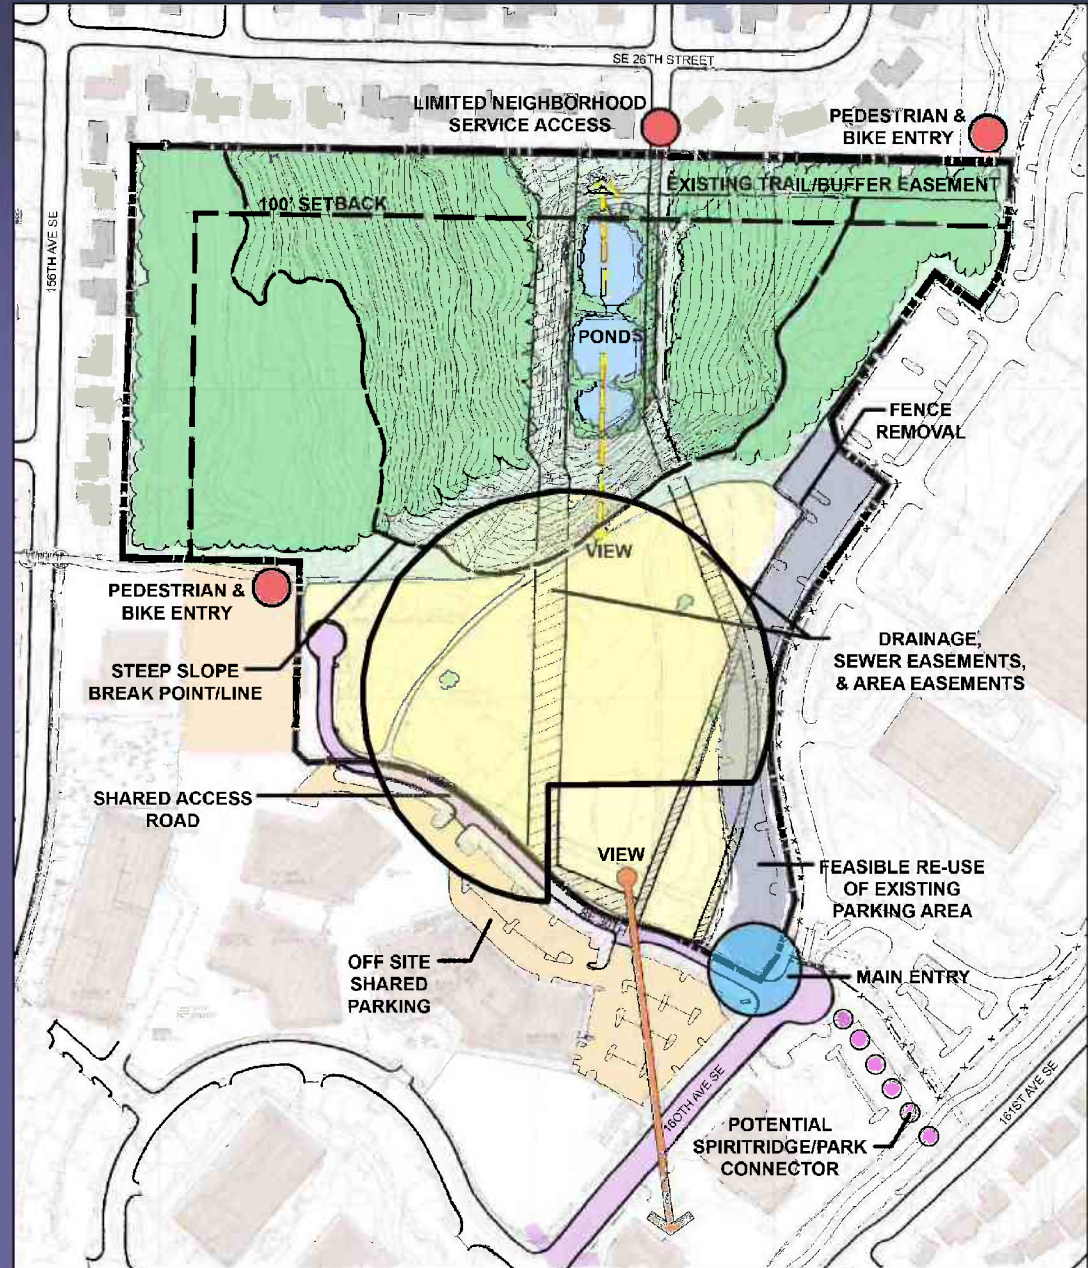 SE 26TH STREET
LIMITED NEIGHBORHOOD
SERVICE ACCESS
PEDESTRIAN &
BIKE ENTRY
EXISTING TRAIL/BUFFER EASEMENT
100' SETBACK
156TH AVE SE
PONDS
FENCE
REMOVAL
VIEW
PEDESTRIAN &
BIKE ENTRY
DRAINAGE,
SEWER EASEMENTS,
& AREA EASEMENTS
STEEP SLOPE
BREAK POINT/LINE
SHARED ACCESS
ROAD
VIEW
FEASIBLE RE-USE
OF EXISTING
PARKING AREA
OFF SITE
SHARED
PARKING
MAIN ENTRY
160TH AVE SE
161ST AVE SE
POTENTIAL
SPIRITRIDGE/PARK
CONNECTOR